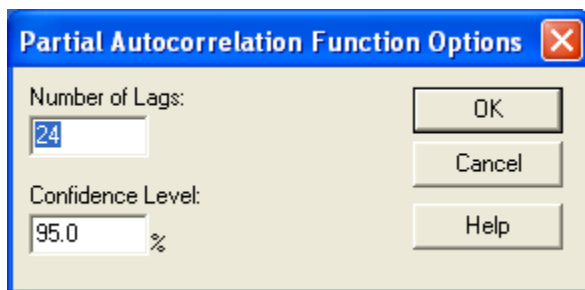 Partial Autocorrelation Function Options
Number of Lags:
24
OK
Cancel
Confidence Level:
95.0 %
Help